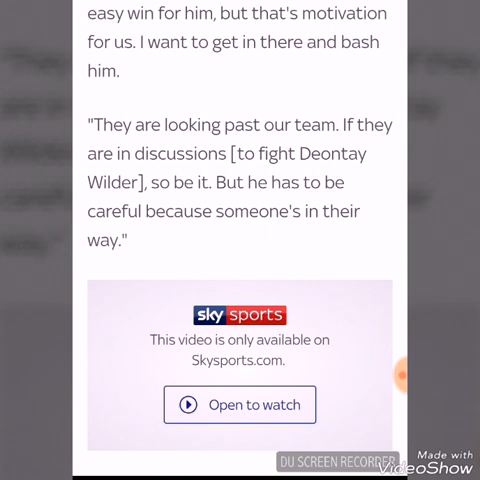 easy win for him, but that's motivation
for us. I want to get in there and bash
him.
"They are looking past our team. If they
are in discussions [to fight Deontay
Wilder], so be it. But he has to be
careful because someone's in their
way."
sky sports
This video is only available on
Skysports.com.
Open to watch
DU SCREEN RECORDER
Made with
VideoShow